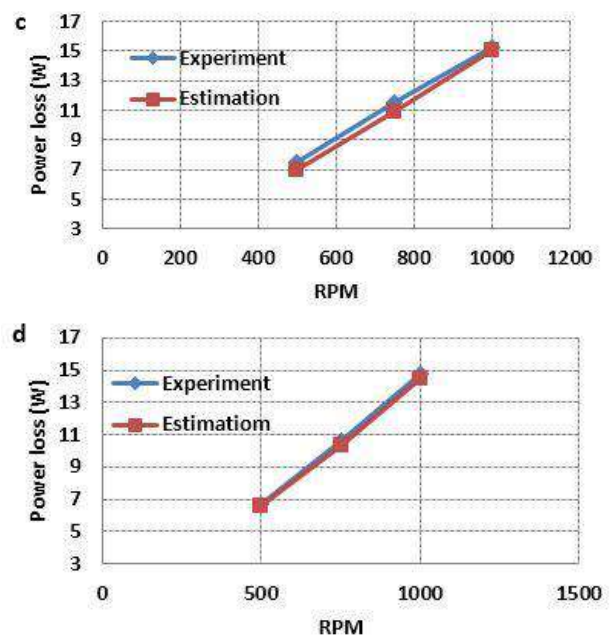 c
Power loss (W)
17
15
13
11
9
7
5
3
Experiment
Estimation
0 200 400 600 800 1000 1200
RPM
d
Power loss (W)
17
15
13
11
9
7
5
3
Experiment
Estimatiom
0 500 1000 1500
RPM